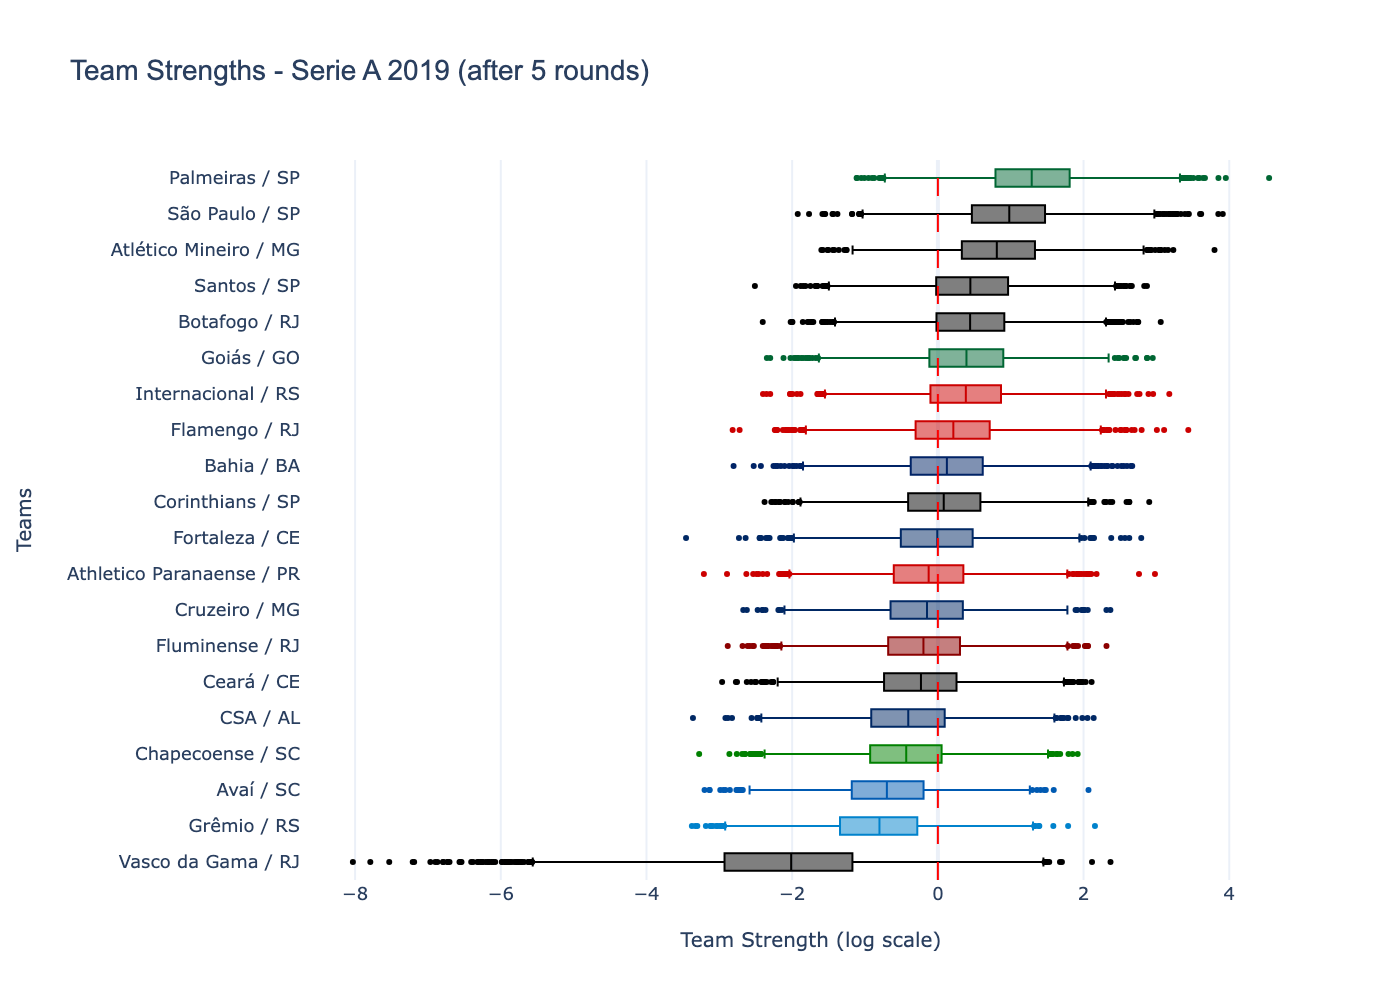 Team Strengths - Serie A 2019 (after 5 rounds)
Palmeiras / SP
São Paulo / SP
Atlético Mineiro / MG
Santos / SP
Botafogo / RJ
Goiás / GO
Internacional / RS
Flamengo / RJ
Bahia / BA
Corinthians / SP
Fortaleza / CE
Athletico Paranaense / PR
Cruzeiro / MG
Fluminense / RJ
Ceará / CE
CSA / AL
Chapecoense / SC
Avaí / SC
Grêmio / RS
Vasco da Gama / RJ
Teams
−8 −6 −4 −2 0 2 4
Team Strength (log scale)